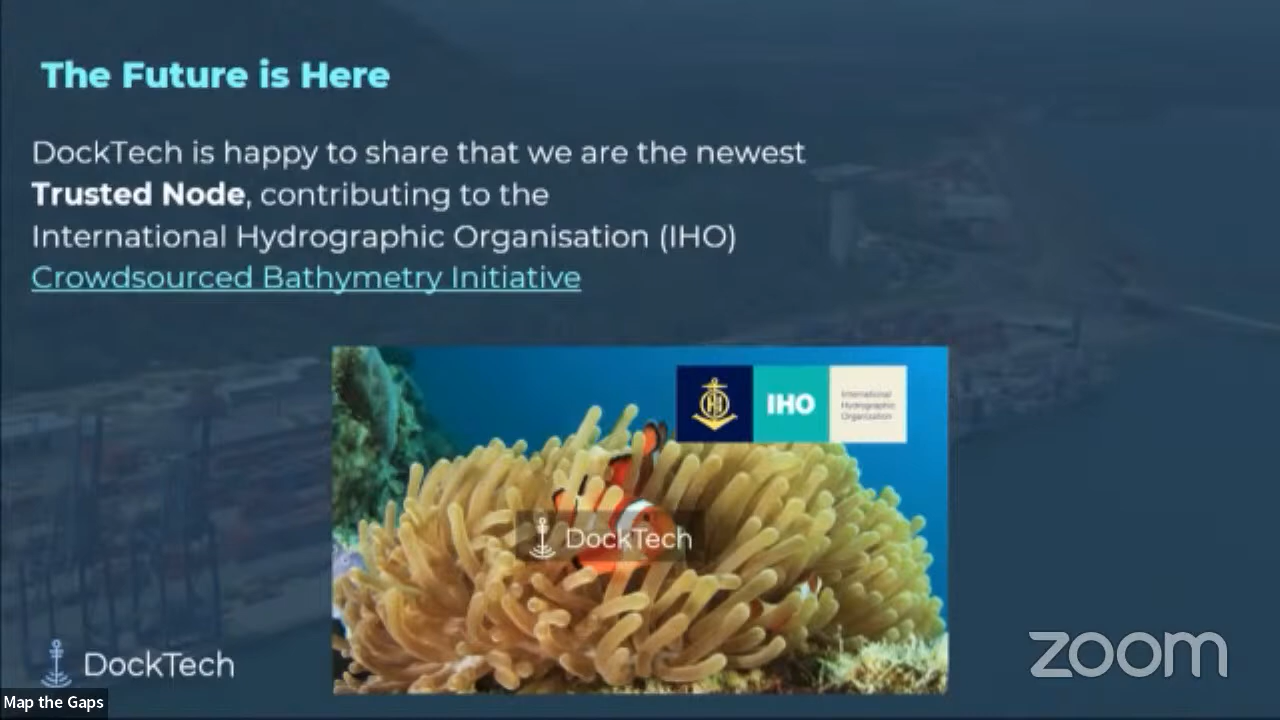 The Future is Here
DockTech is happy to share that we are the newest
Trusted Node, contributing to the
International Hydrographic Organisation (IHO)
Crowdsourced Bathymetry Initiative
IHO
International
Hydrographic
Organization
DockTech
DockTech
zoom
Map the Gaps